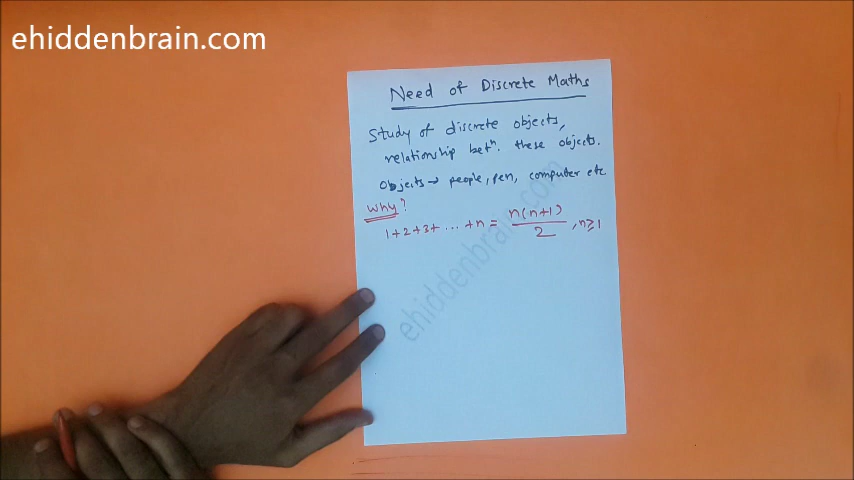 ehiddenbrain.com
Need of Discrete Maths
Study of discrete objects,
relationship betⁿ. these objects.
Objects → people, pen, computer etc
Why?
1+2+3+ ... +n = n(n+1)/2 , n≥1
ehiddenbrain.com